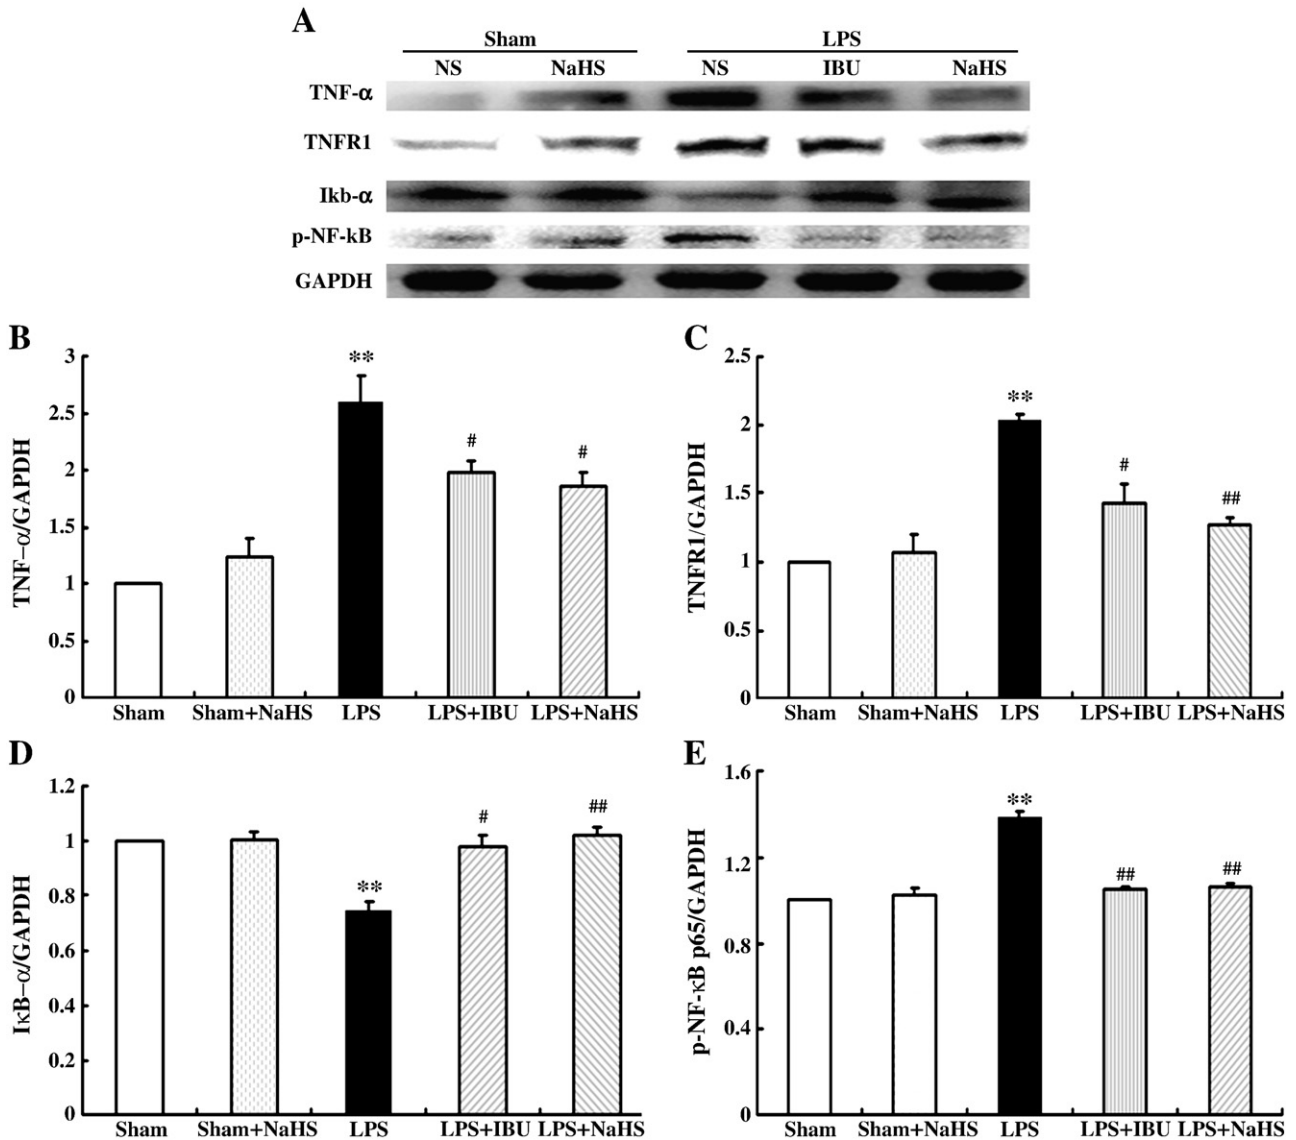 A
Sham LPS
NS NaHS NS IBU NaHS
TNF-α
TNFR1
Ikb-α
p-NF-kB
GAPDH
B
TNF–α/GAPDH
3
2.5
2
1.5
1
0.5
0
**
#
#
Sham Sham+NaHS LPS LPS+IBU LPS+NaHS
C
TNFR1/GAPDH
2.5
2
1.5
1
0.5
0
**
#
##
Sham Sham+NaHS LPS LPS+IBU LPS+NaHS
D
IκB–α/GAPDH
1.2
1
0.8
0.6
0.4
0.2
0
**
#
##
Sham Sham+NaHS LPS LPS+IBU LPS+NaHS
E
p-NF-κB p65/GAPDH
1.6
1.2
0.8
0.4
0
**
##
##
Sham Sham+NaHS LPS LPS+IBU LPS+NaHS